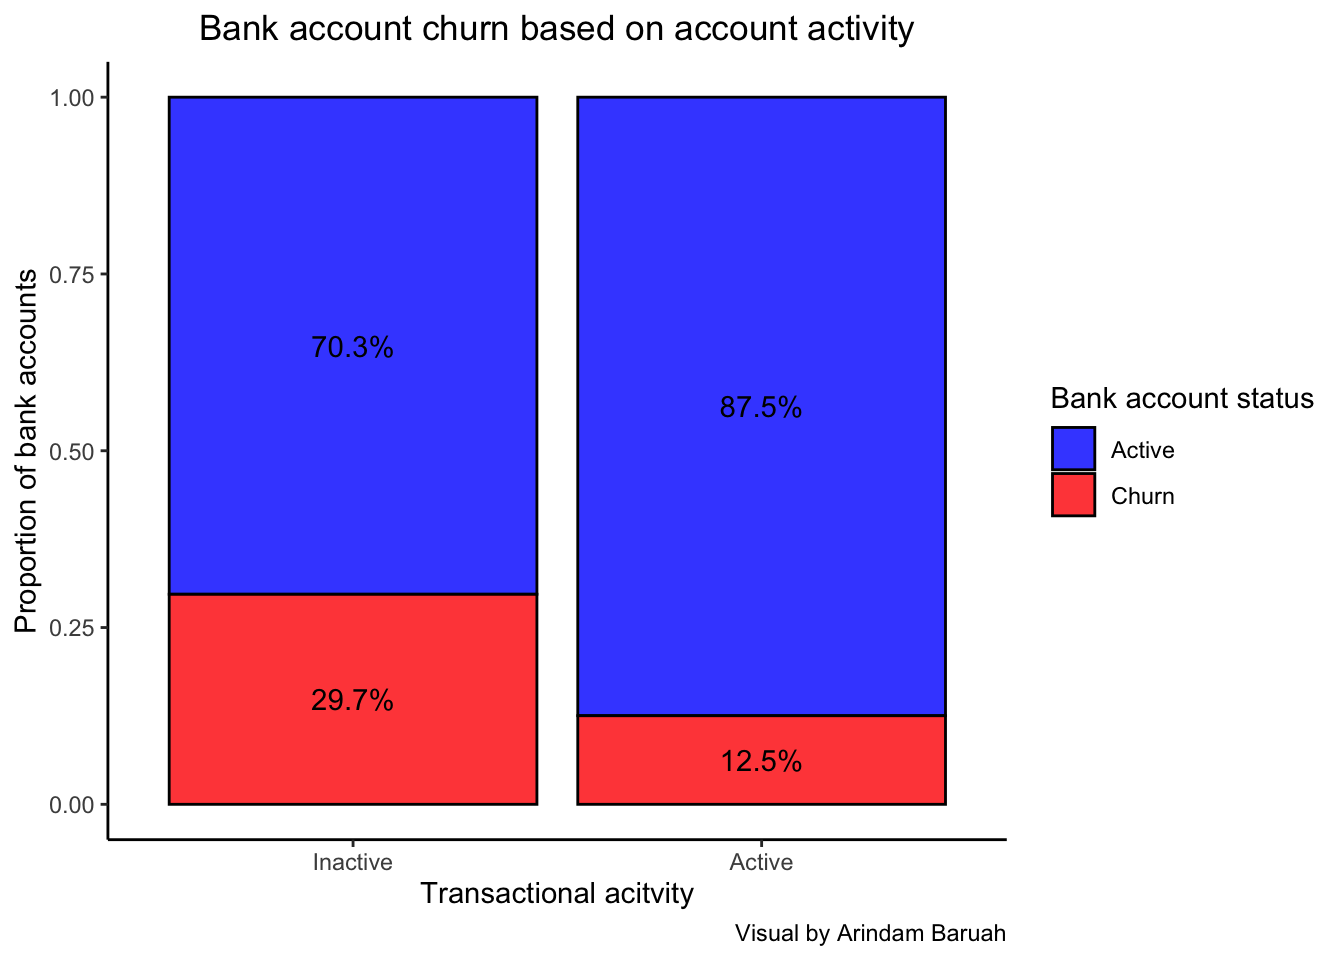 Bank account churn based on account activity
Proportion of bank accounts
1.00
0.75
0.50
0.25
0.00
70.3%
29.7%
87.5%
12.5%
Inactive
Active
Transactional acitvity
Bank account status
Active
Churn
Visual by Arindam Baruah